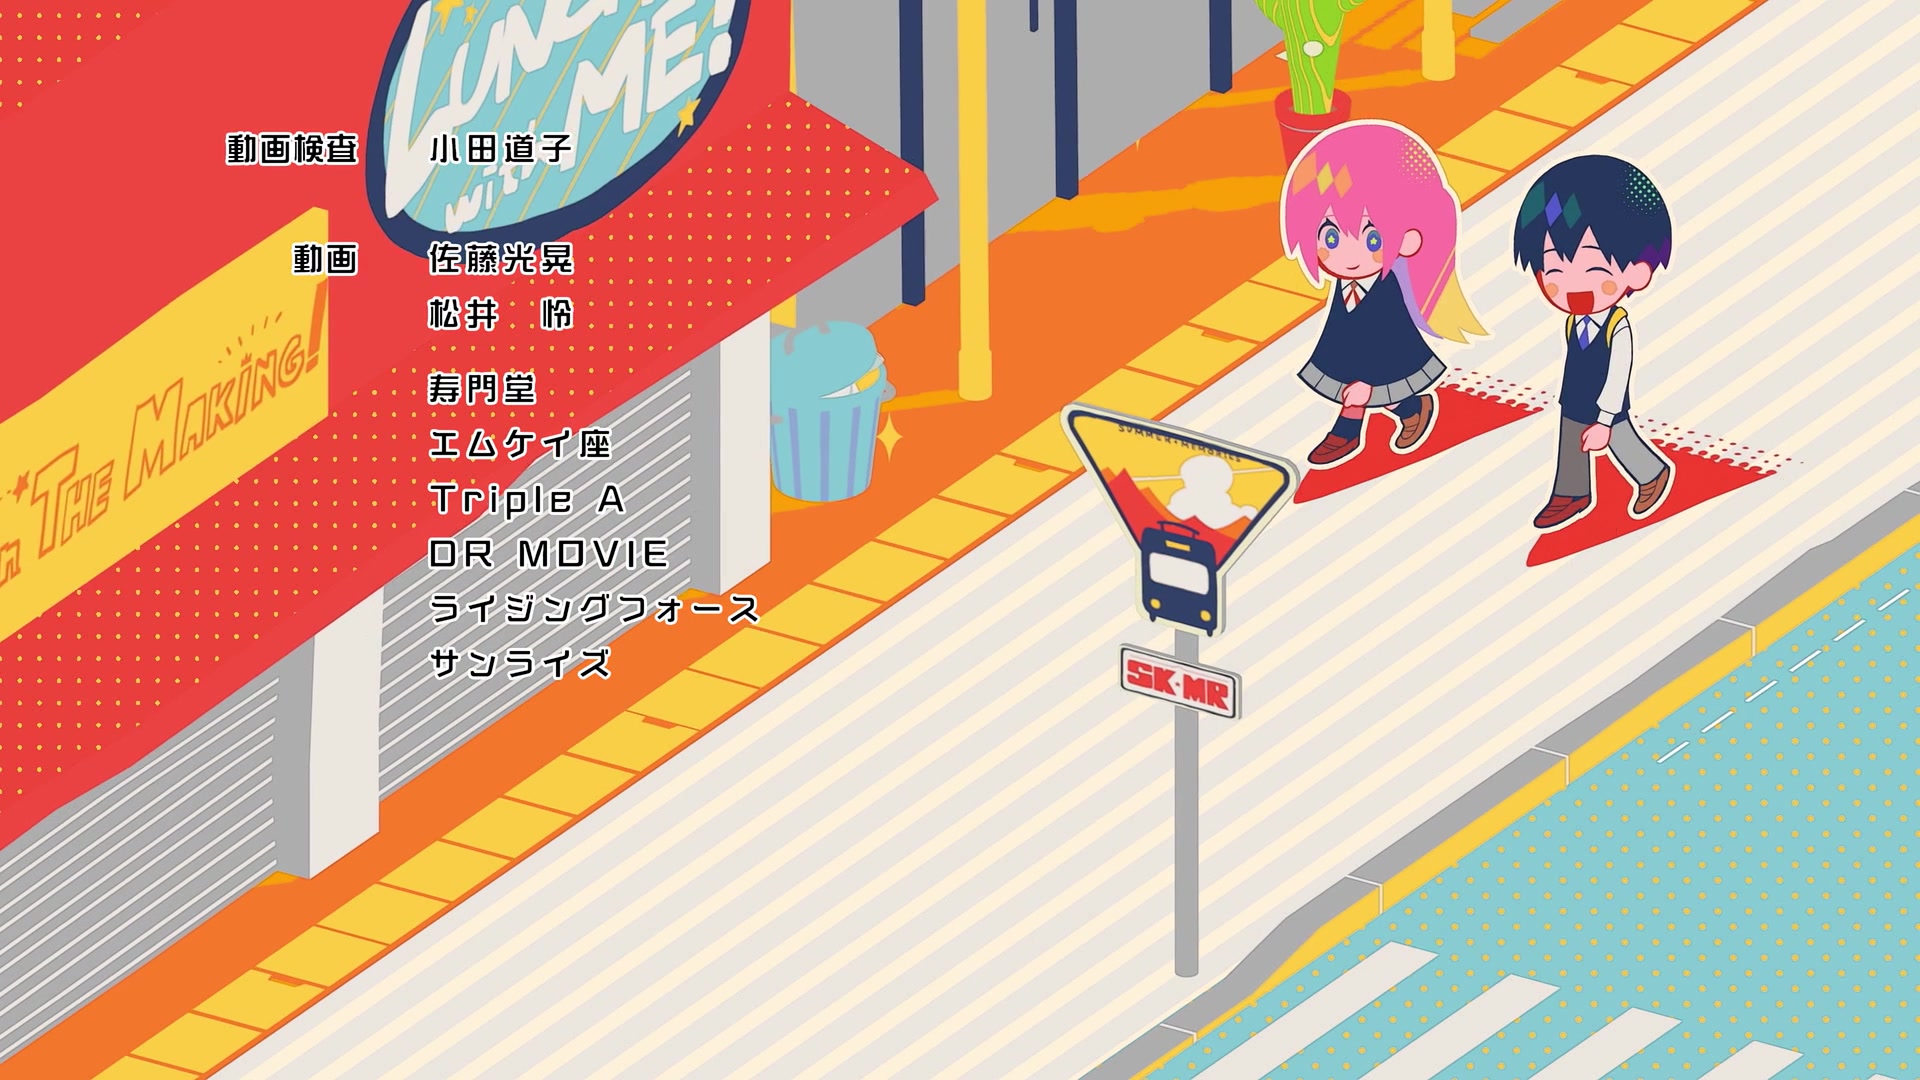 LUNCH
with ME!
動画検査 小田道子
動画 佐藤光晃
松井 怜
寿門堂
エムケイ座
Triple A
DR MOVIE
ライジングフォース
サンライズ
n THE MAKING!
SUMMER・MEMORIES
SK・MR